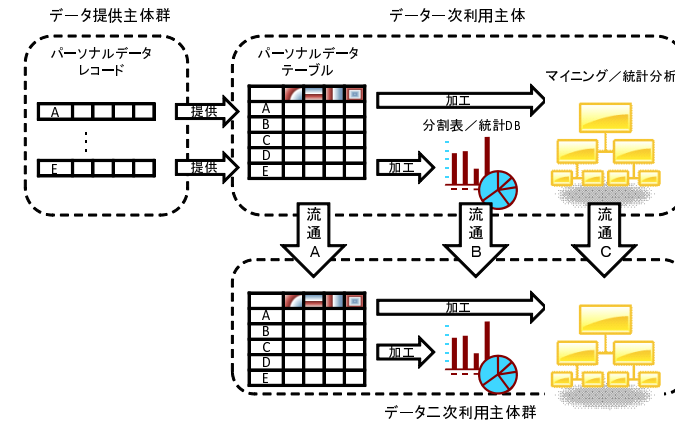 データ提供主体群
データ一次利用主体
パーソナルデータ
レコード
A
E
提供
提供
パーソナルデータ
テーブル
A
B
C
D
E
加工
分割表／統計DB
加工
マイニング／統計分析
流通A
流通B
流通C
A
B
C
D
E
加工
加工
データ二次利用主体群